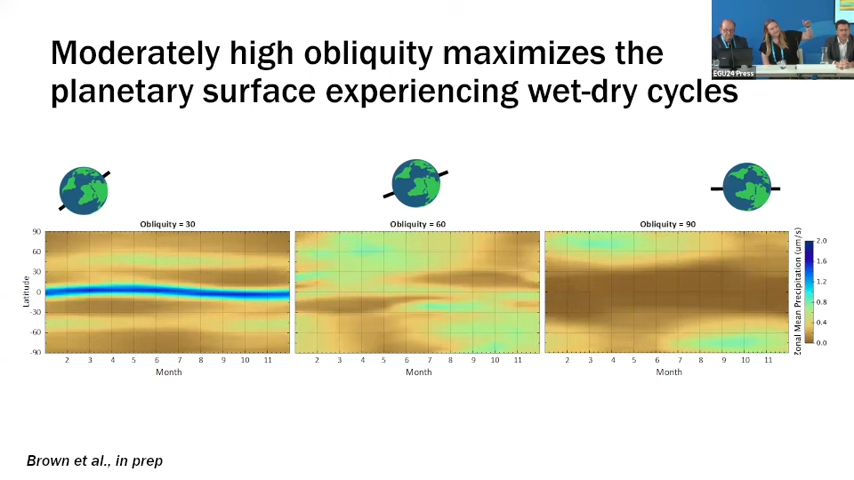 Moderately high obliquity maximizes the
planetary surface experiencing wet-dry cycles
EGU24 Press
Obliquity = 30
Obliquity = 60
Obliquity = 90
Latitude
90
60
30
0
-30
-60
-90
2 3 4 5 6 7 8 9 10 11
2 3 4 5 6 7 8 9 10 11
2 3 4 5 6 7 8 9 10 11
Month
Month
Month
2.0
1.6
1.2
0.8
0.4
0.0
Zonal Mean Precipitation (um/s)
Brown et al., in prep